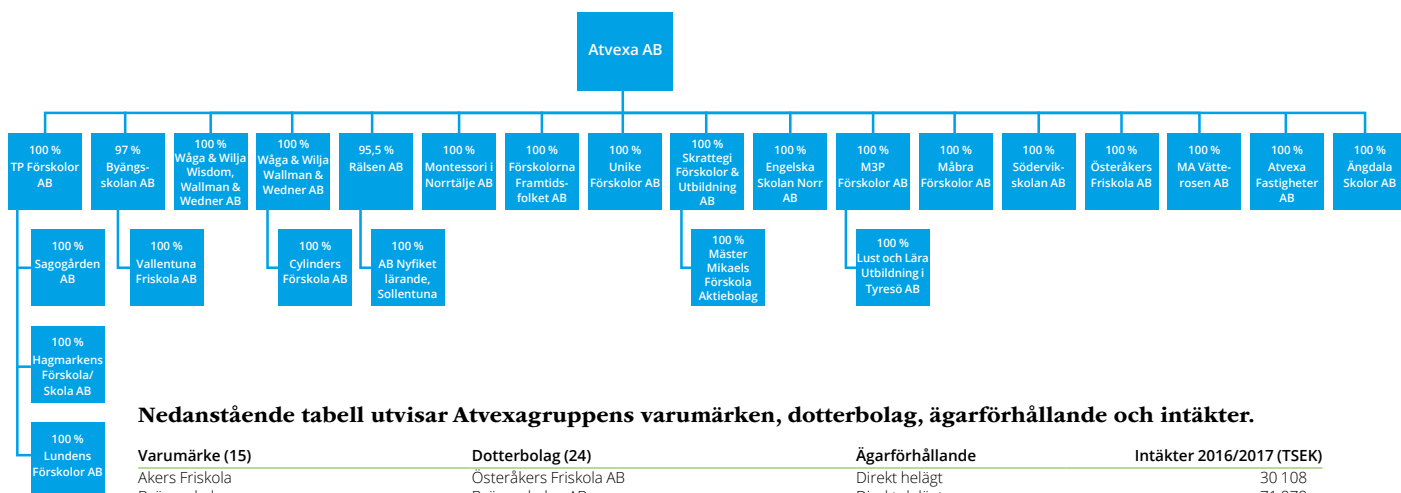 Atvexa AB
100 %
TP Förskolor
AB
97 %
Byängs-
skolan AB
100 %
Wåga & Wilja
Wisdom,
Wallman &
Wedner AB
100 %
Wåga & Wilja
Wallman &
Wedner AB
95,5 %
Rälsen AB
100 %
Montessori i
Norrtälje AB
100 %
Förskolorna
Framtids-
folket AB
100 %
Unike
Förskolor AB
100 %
Skrattegi
Förskolor &
Utbildning
AB
100 %
Engelska
Skolan Norr
AB
100 %
M3P
Förskolor AB
100 %
Måbra
Förskolor AB
100 %
Södervik-
skolan AB
100 %
Österåkers
Friskola AB
100 %
MA Vätte-
rosen AB
100 %
Atvexa
Fastigheter
AB
100 %
Ängdala
Skolor AB
100 %
Sagogården
AB
100 %
Vallentuna
Friskola AB
100 %
Cylinders
Förskola AB
100 %
AB Nyfiket
lärande,
Sollentuna
100 %
Mäster
Mikaels
Förskola
Aktiebolag
100 %
Lust och Lära
Utbildning i
Tyresö AB
100 %
Hagmarkens
Förskola/
Skola AB
100 %
Lundens
Förskolor AB
Nedanstående tabell utvisar Atvexagruppens varumärken, dotterbolag, ägarförhållande och intäkter.
Varumärke (15) Dotterbolag (24) Ägarförhållande Intäkter 2016/2017 (TSEK)
Akers Friskola Österåkers Friskola AB Direkt helägt 30 108